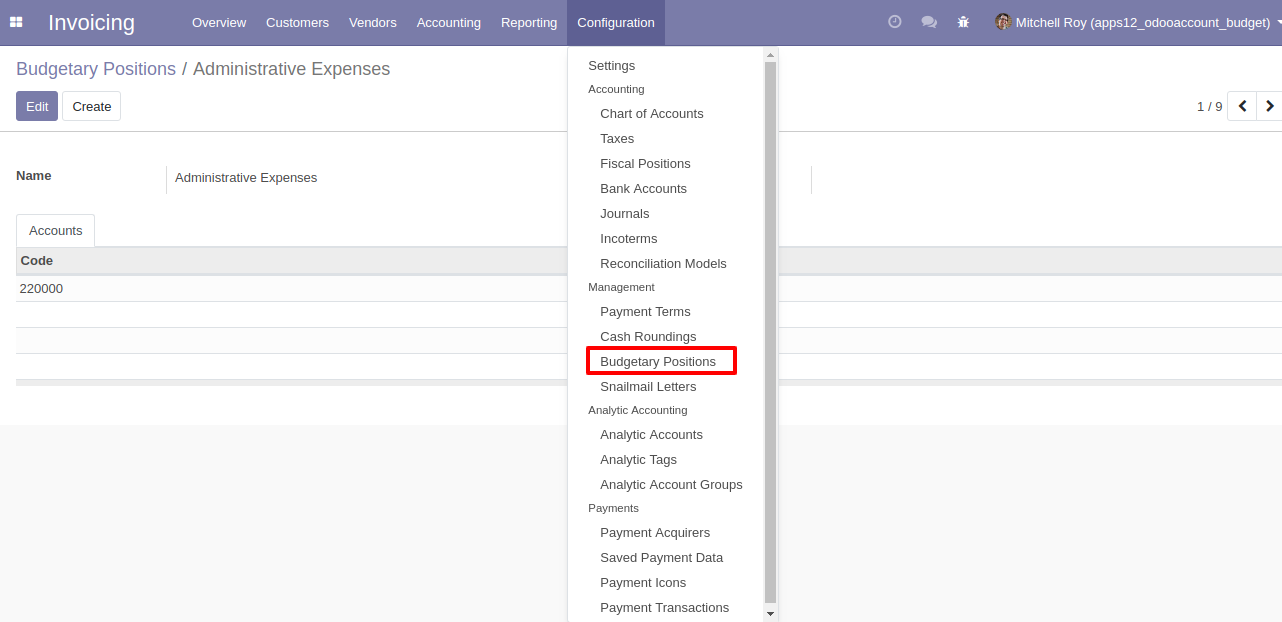 Invoicing Overview Customers Vendors Accounting Reporting Configuration Mitchell Roy (apps12_odooaccount_budget)
Budgetary Positions / Administrative Expenses
Edit Create 1 / 9
Name Administrative Expenses
Accounts
Code
220000
Settings
Accounting
Chart of Accounts
Taxes
Fiscal Positions
Bank Accounts
Journals
Incoterms
Reconciliation Models
Management
Payment Terms
Cash Roundings
Budgetary Positions
Snailmail Letters
Analytic Accounting
Analytic Accounts
Analytic Tags
Analytic Account Groups
Payments
Payment Acquirers
Saved Payment Data
Payment Icons
Payment Transactions